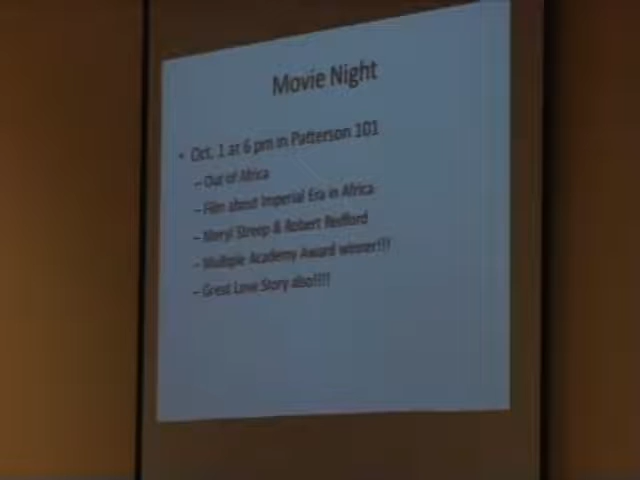 Movie Night
• Oct. 1 at 6 pm in Patterson 101
– Out of Africa
– Film about Imperial Era in Africa
– Meryl Streep & Robert Redford
– Multiple Academy Award winner!!!
– Great Love Story also!!!!